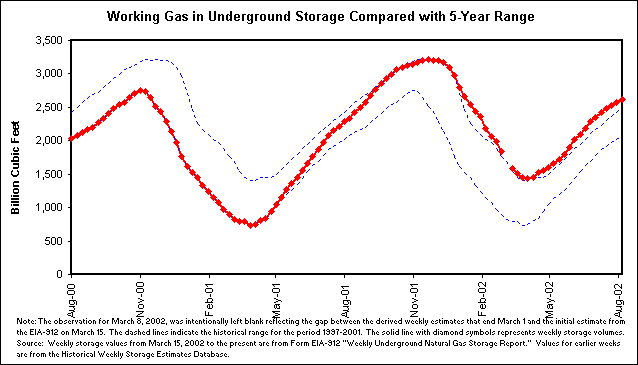 Working Gas in Underground Storage Compared with 5-Year Range
Billion Cubic Feet
3,500
3,000
2,500
2,000
1,500
1,000
500
0
Aug-00
Nov-00
Feb-01
May-01
Aug-01
Nov-01
Feb-02
May-02
Aug-02
Note: The observation for March 8, 2002, was intentionally left blank reflecting the gap between the derived weekly estimates that end March 1 and the initial estimate from
the EIA-912 on March 15. The dashed lines indicate the historical range for the period 1997-2001. The solid line with diamond symbols represents weekly storage volumes.
Source: Weekly storage values from March 15, 2002 to the present are from Form EIA-912 "Weekly Underground Natural Gas Storage Report." Values for earlier weeks
are from the Historical Weekly Storage Estimates Database.